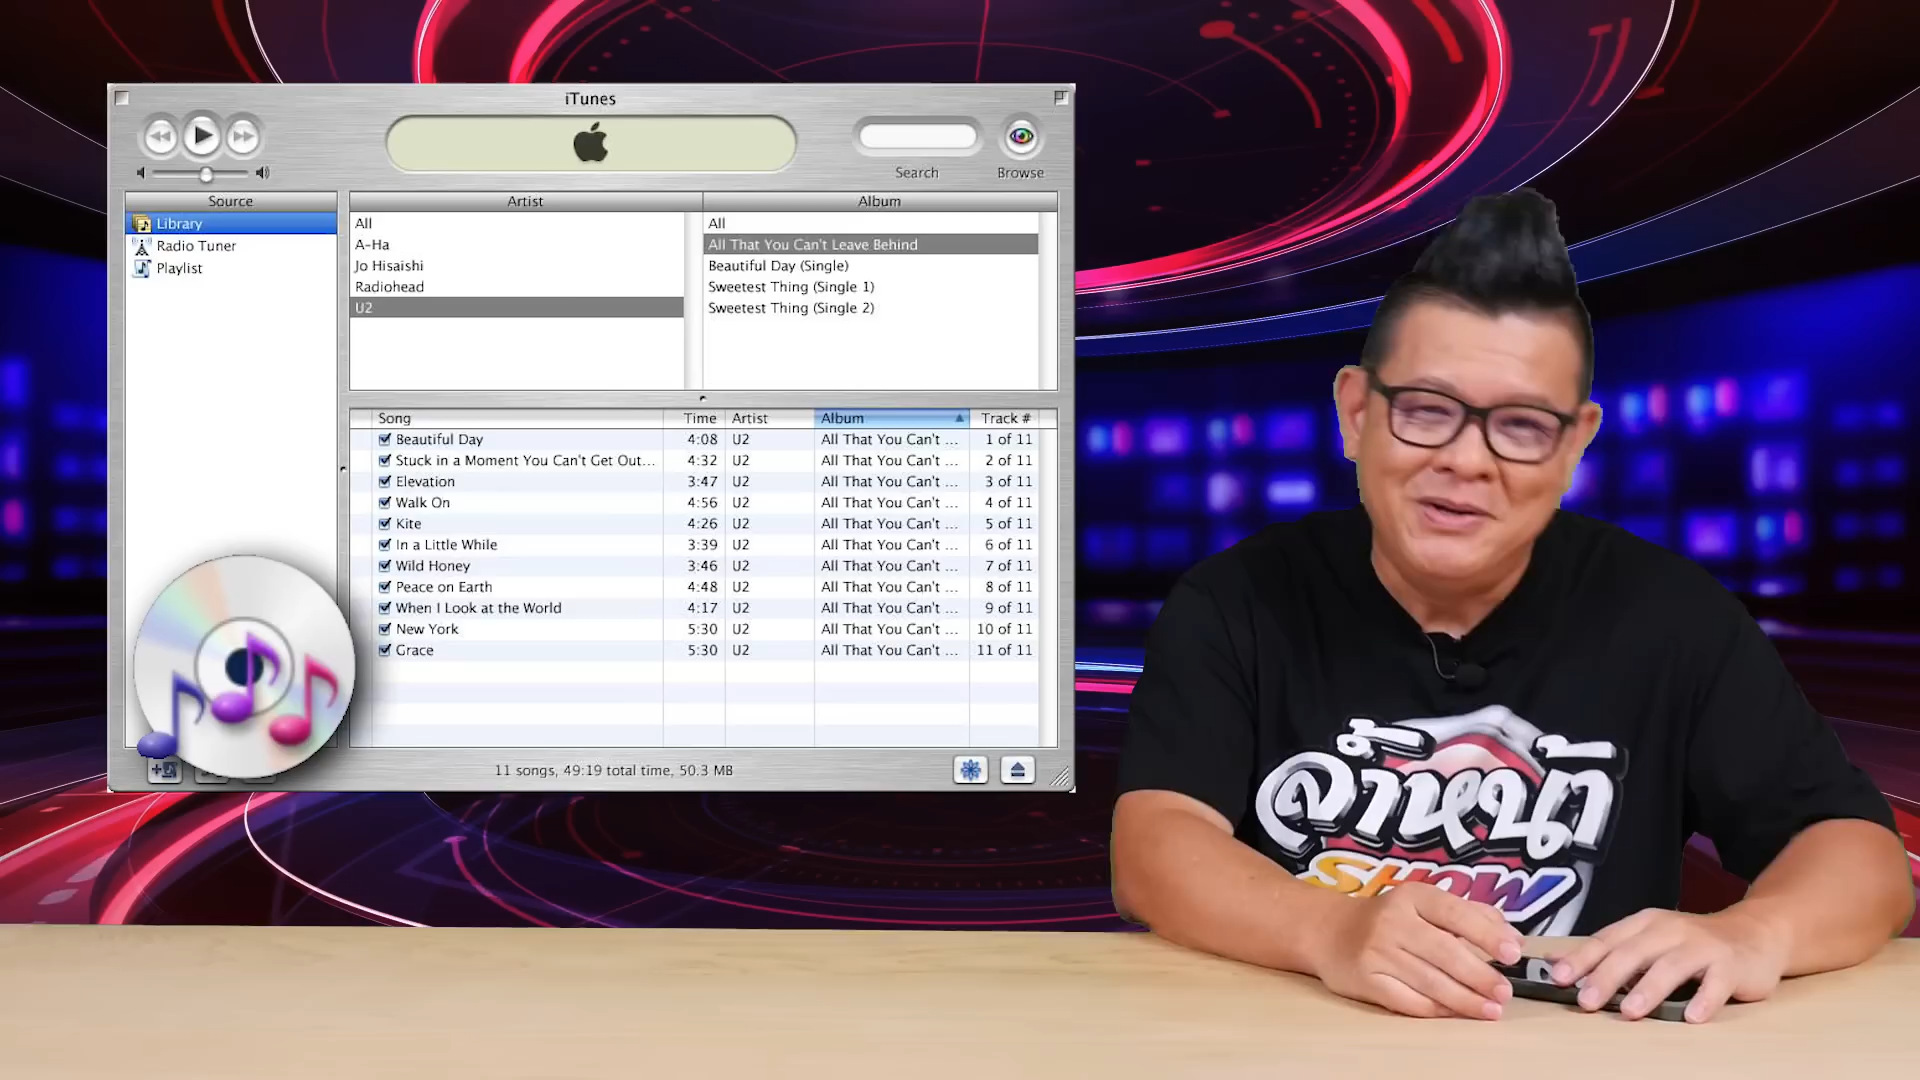 iTunes
Search
Browse
Source
Library
Radio Tuner
Playlist
Artist
All
A-Ha
Jo Hisaishi
Radiohead
U2
Album
All
All That You Can't Leave Behind
Beautiful Day (Single)
Sweetest Thing (Single 1)
Sweetest Thing (Single 2)
Song Time Artist Album Track #
Beautiful Day 4:08 U2 All That You Can't ... 1 of 11
Stuck in a Moment You Can't Get Out... 4:32 U2 All That You Can't ... 2 of 11
Elevation 3:47 U2 All That You Can't ... 3 of 11
Walk On 4:56 U2 All That You Can't ... 4 of 11
Kite 4:26 U2 All That You Can't ... 5 of 11
In a Little While 3:39 U2 All That You Can't ... 6 of 11
Wild Honey 3:46 U2 All That You Can't ... 7 of 11
Peace on Earth 4:48 U2 All That You Can't ... 8 of 11
When I Look at the World 4:17 U2 All That You Can't ... 9 of 11
New York 5:30 U2 All That You Can't ... 10 of 11
Grace 5:30 U2 All That You Can't ... 11 of 11
11 songs, 49:19 total time, 50.3 MB
ล้ำหน้า
SHOW